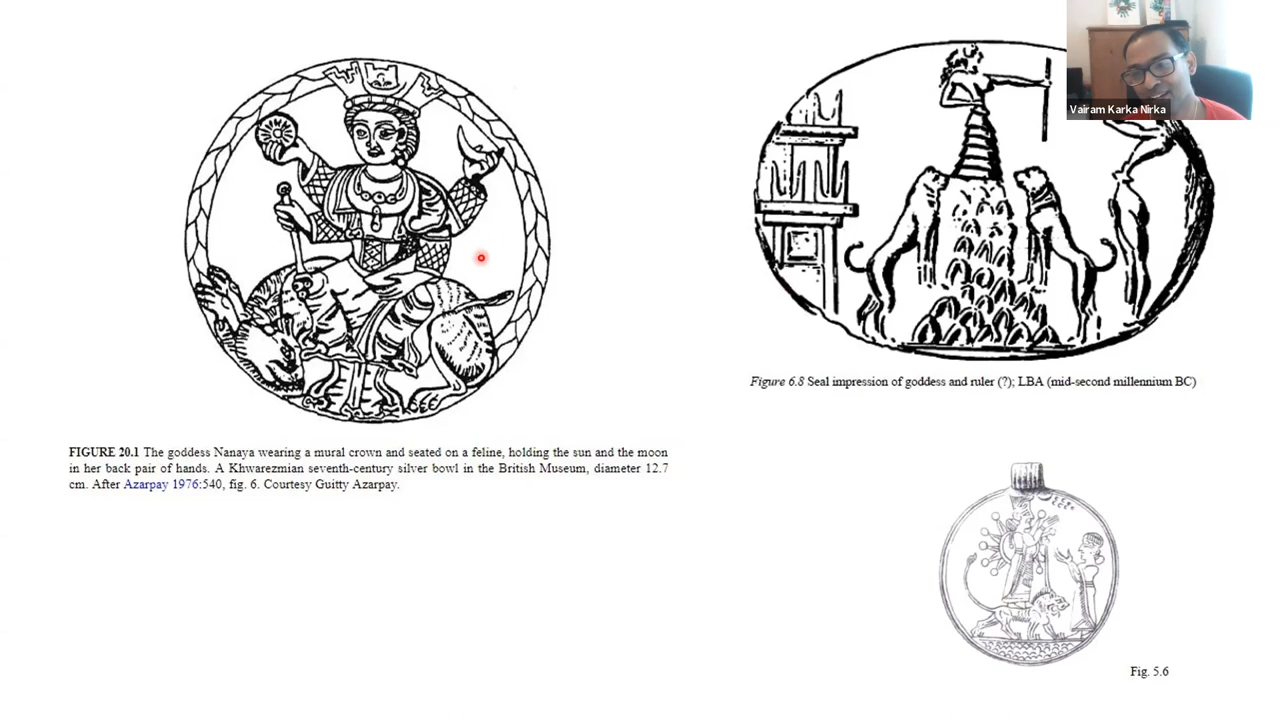 Vairam Karka Nirka
Figure 6.8 Seal impression of goddess and ruler (?); LBA (mid-second millennium BC)
FIGURE 20.1 The goddess Nanaya wearing a mural crown and seated on a feline, holding the sun and the moon
in her back pair of hands. A Khwarezmian seventh-century silver bowl in the British Museum, diameter 12.7
cm. After Azarpay 1976:540, fig. 6. Courtesy Guitty Azarpay.
Fig. 5.6